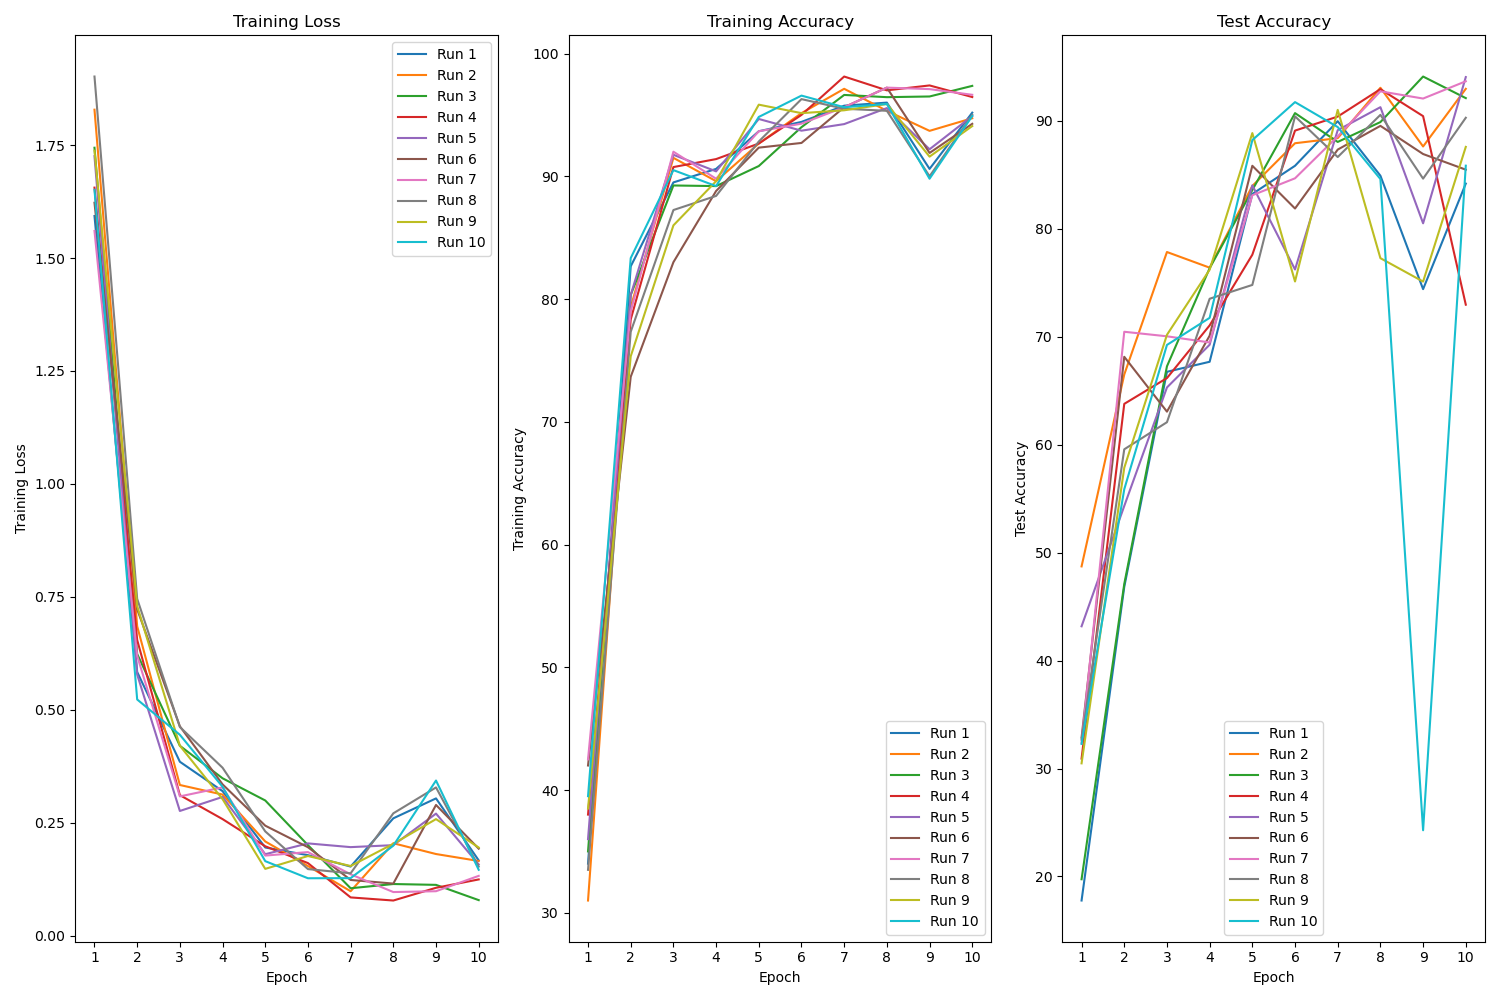 Training Loss
Training Loss
1.75
1.50
1.25
1.00
0.75
0.50
0.25
0.00
1 2 3 4 5 6 7 8 9 10
Epoch
Run 1
Run 2
Run 3
Run 4
Run 5
Run 6
Run 7
Run 8
Run 9
Run 10
Training Accuracy
Training Accuracy
100
90
80
70
60
50
40
30
1 2 3 4 5 6 7 8 9 10
Epoch
Run 1
Run 2
Run 3
Run 4
Run 5
Run 6
Run 7
Run 8
Run 9
Run 10
Test Accuracy
Test Accuracy
90
80
70
60
50
40
30
20
1 2 3 4 5 6 7 8 9 10
Epoch
Run 1
Run 2
Run 3
Run 4
Run 5
Run 6
Run 7
Run 8
Run 9
Run 10